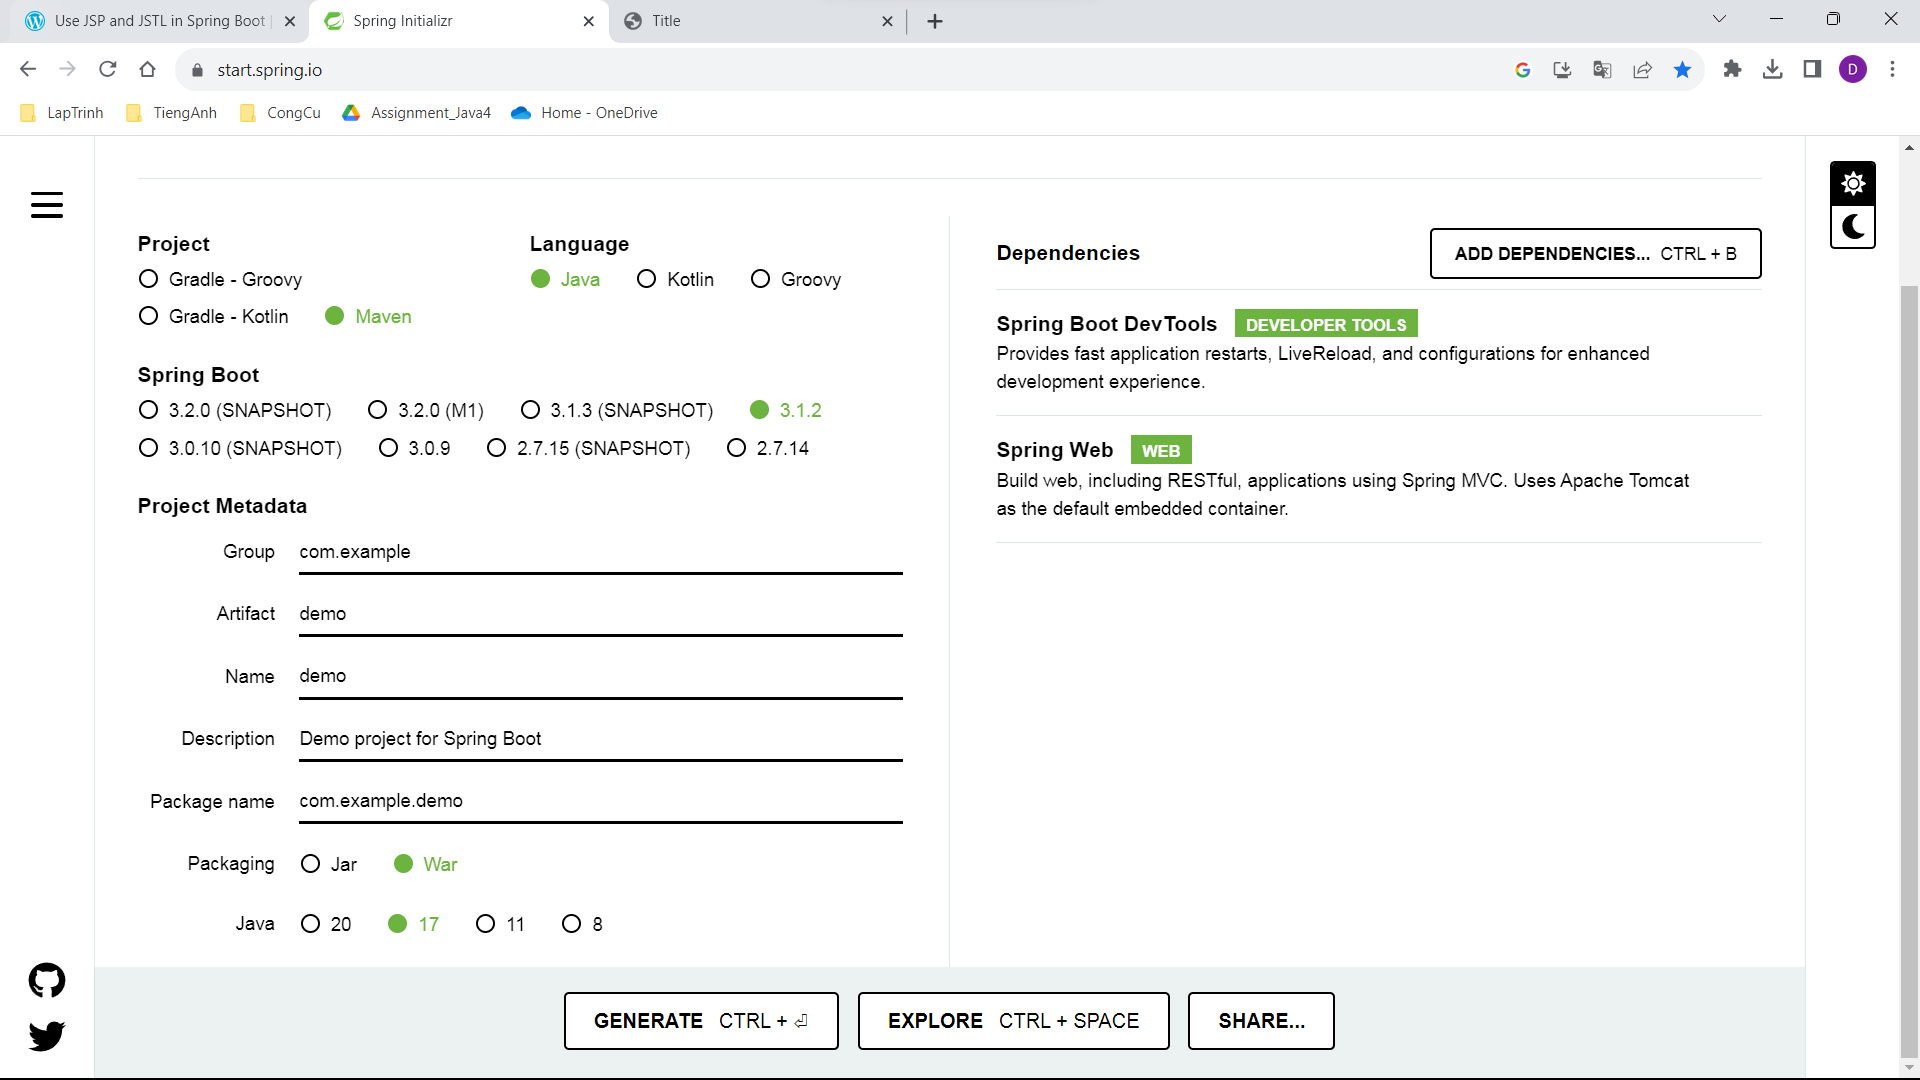 Use JSP and JSTL in Spring Boot |
Spring Initializr
Title
start.spring.io
D
LapTrinh
TiengAnh
CongCu
Assignment_Java4
Home - OneDrive
Project
Gradle - Groovy
Gradle - Kotlin
Maven
Language
Java
Kotlin
Groovy
Spring Boot
3.2.0 (SNAPSHOT)
3.2.0 (M1)
3.1.3 (SNAPSHOT)
3.1.2
3.0.10 (SNAPSHOT)
3.0.9
2.7.15 (SNAPSHOT)
2.7.14
Project Metadata
Group
com.example
Artifact
demo
Name
demo
Description
Demo project for Spring Boot
Package name
com.example.demo
Packaging
Jar
War
Java
20
17
11
8
Dependencies
ADD DEPENDENCIES... CTRL + B
Spring Boot DevTools
DEVELOPER TOOLS
Provides fast application restarts, LiveReload, and configurations for enhanced
development experience.
Spring Web
WEB
Build web, including RESTful, applications using Spring MVC. Uses Apache Tomcat
as the default embedded container.
GENERATE CTRL + ⏎
EXPLORE CTRL + SPACE
SHARE...